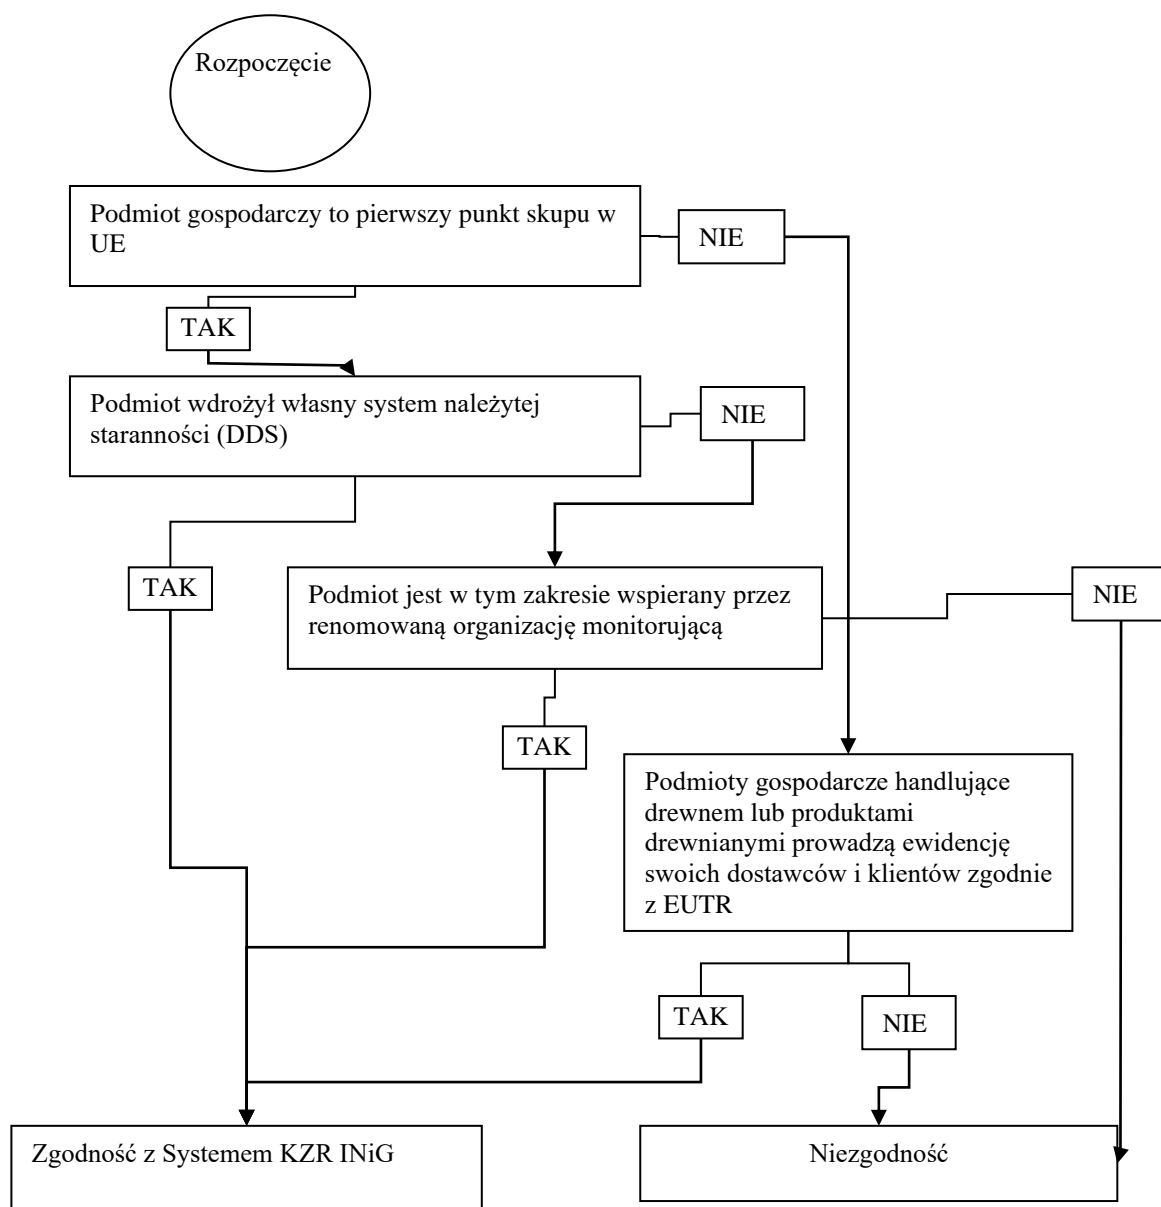 Rozpoczęcie
Podmiot gospodarczy to pierwszy punkt skupu w
UE
NIE
TAK
Podmiot wdrożył własny system należytej
staranności (DDS)
NIE
TAK
Podmiot jest w tym zakresie wspierany przez
renomowaną organizację monitorującą
NIE
TAK
Podmioty gospodarcze handlujące
drewnem lub produktami
drewnianymi prowadzą ewidencję
swoich dostawców i klientów zgodnie
z EUTR
TAK
NIE
Zgodność z Systemem KZR INiG
Niezgodność